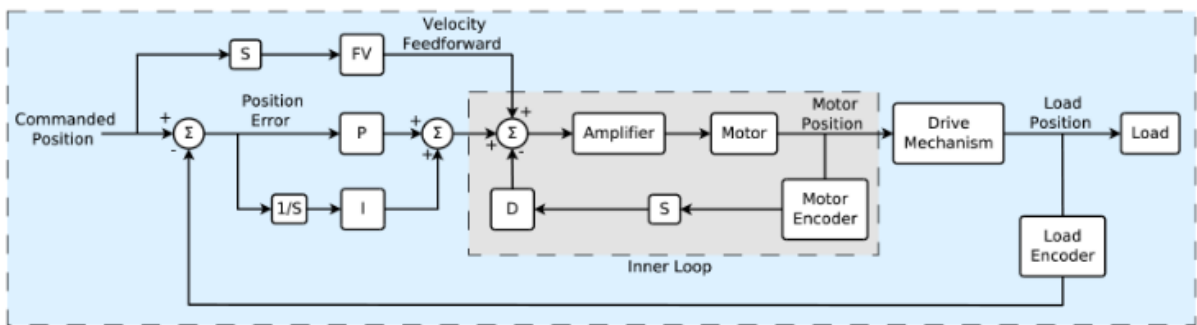 Velocity
Feedforward
S
FV
Commanded
Position
+
Σ
-
Position
Error
P
+
Σ
+
1/S
I
+
Σ
+
-
Amplifier
Motor
Motor
Position
D
S
Motor
Encoder
Inner Loop
Drive
Mechanism
Load
Position
Load
Load
Encoder